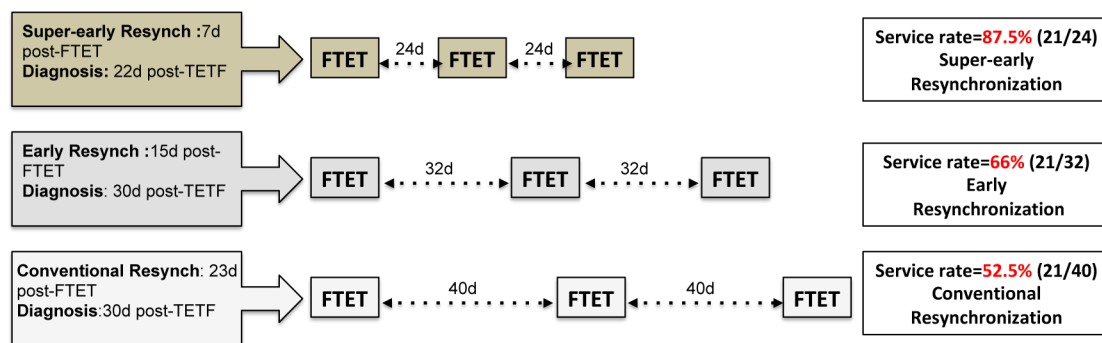 Super-early Resynch :7d
post-FTET
Diagnosis: 22d post-TETF
FTET
24d
FTET
24d
FTET
Service rate=87.5% (21/24)
Super-early
Resynchronization
Early Resynch :15d post-
FTET
Diagnosis: 30d post-TETF
FTET
32d
FTET
32d
FTET
Service rate=66% (21/32)
Early
Resynchronization
Conventional Resynch: 23d
post-FTET
Diagnosis:30d post-TETF
FTET
40d
FTET
40d
FTET
Service rate=52.5% (21/40)
Conventional
Resynchronization